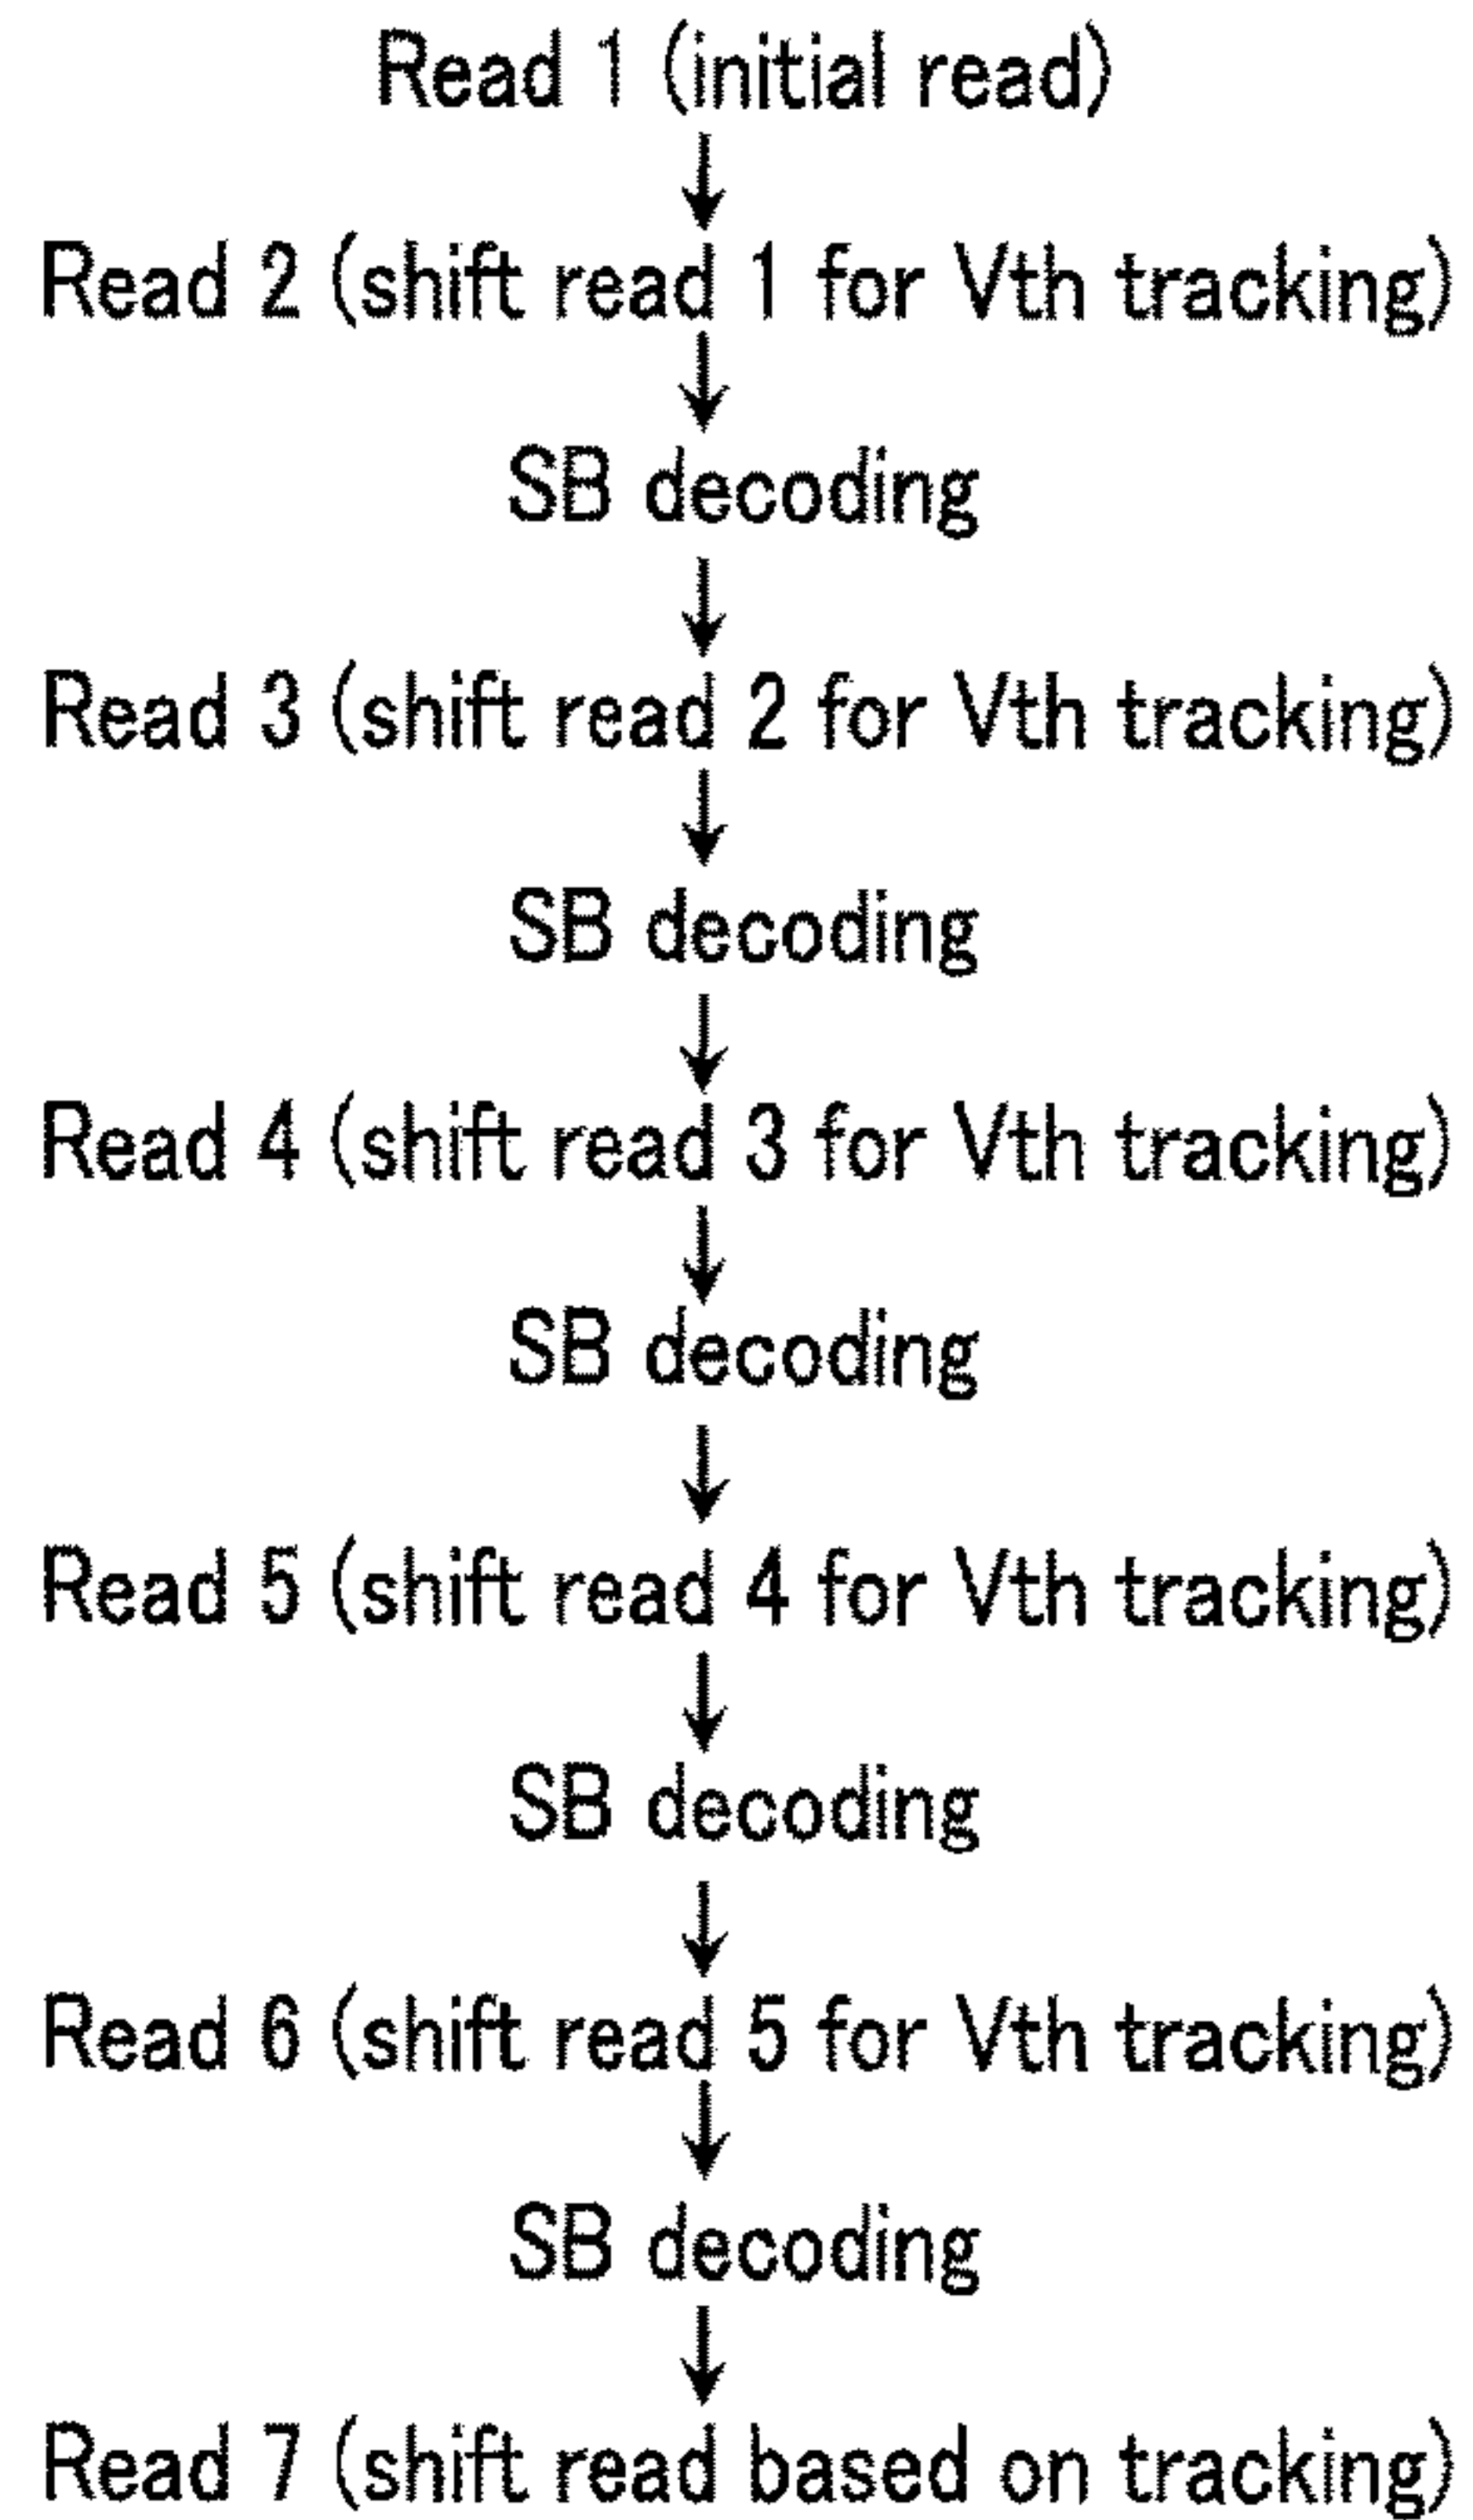 Read 1 (initial read)
Read 2 (shift read 1 for Vth tracking)
SB decoding
Read 3 (shift read 2 for Vth tracking)
SB decoding
Read 4 (shift read 3 for Vth tracking)
SB decoding
Read 5 (shift read 4 for Vth tracking)
SB decoding
Read 6 (shift read 5 for Vth tracking)
SB decoding
Read 7 (shift read based on tracking)